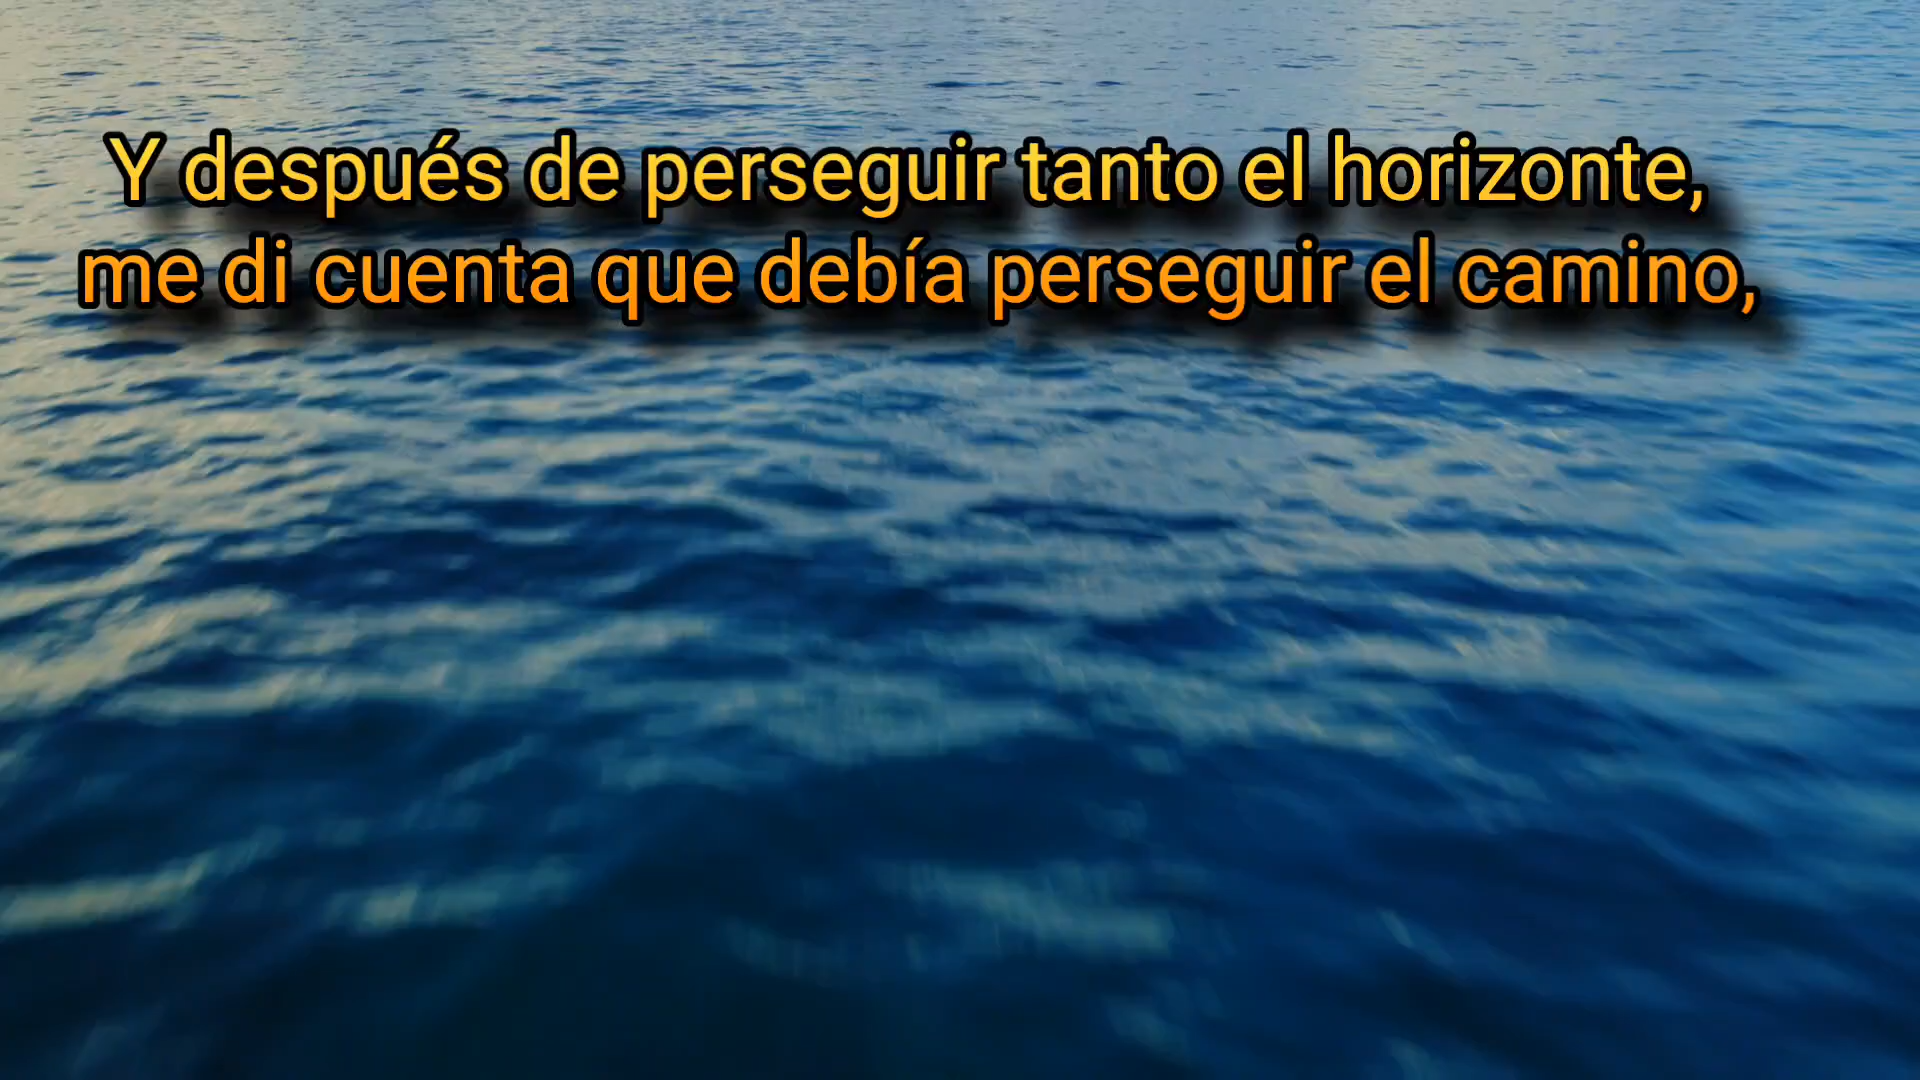 Y después de perseguir tanto el horizonte,
me di cuenta que debía perseguir el camino,